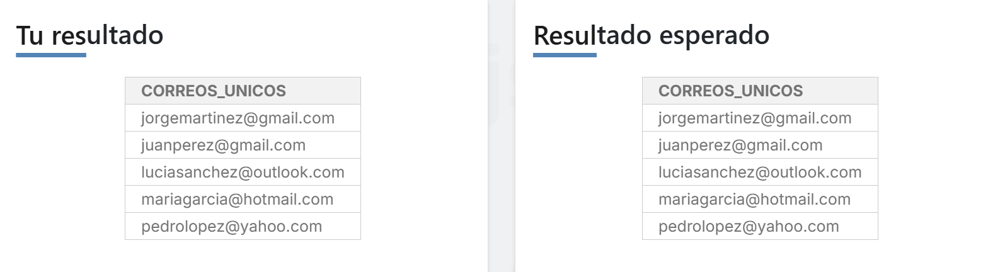 Tu resultado
CORREOS_UNICOS
jorgemartinez@gmail.com
juanperez@gmail.com
luciasanchez@outlook.com
mariagarcia@hotmail.com
pedrolopez@yahoo.com
Resultado esperado
CORREOS_UNICOS
jorgemartinez@gmail.com
juanperez@gmail.com
luciasanchez@outlook.com
mariagarcia@hotmail.com
pedrolopez@yahoo.com